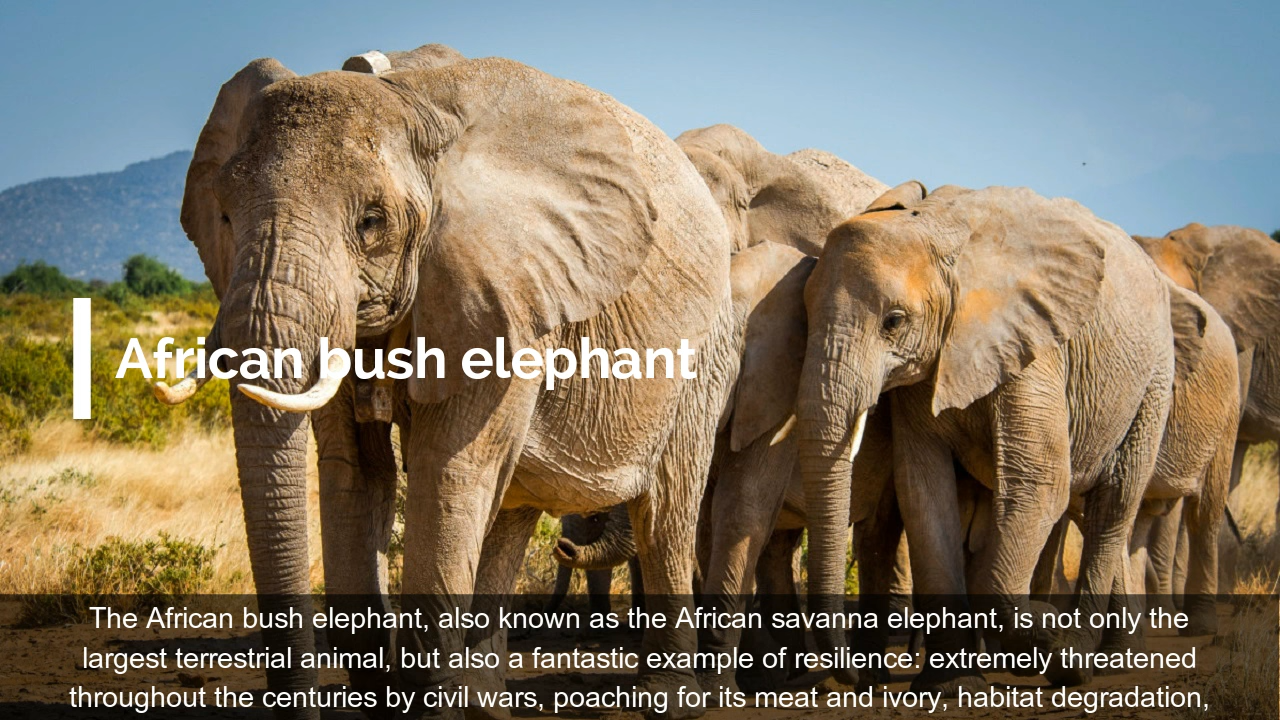 African bush elephant
The African bush elephant, also known as the African savanna elephant, is not only the
largest terrestrial animal, but also a fantastic example of resilience: extremely threatened
throughout the centuries by civil wars, poaching for its meat and ivory, habitat degradation,